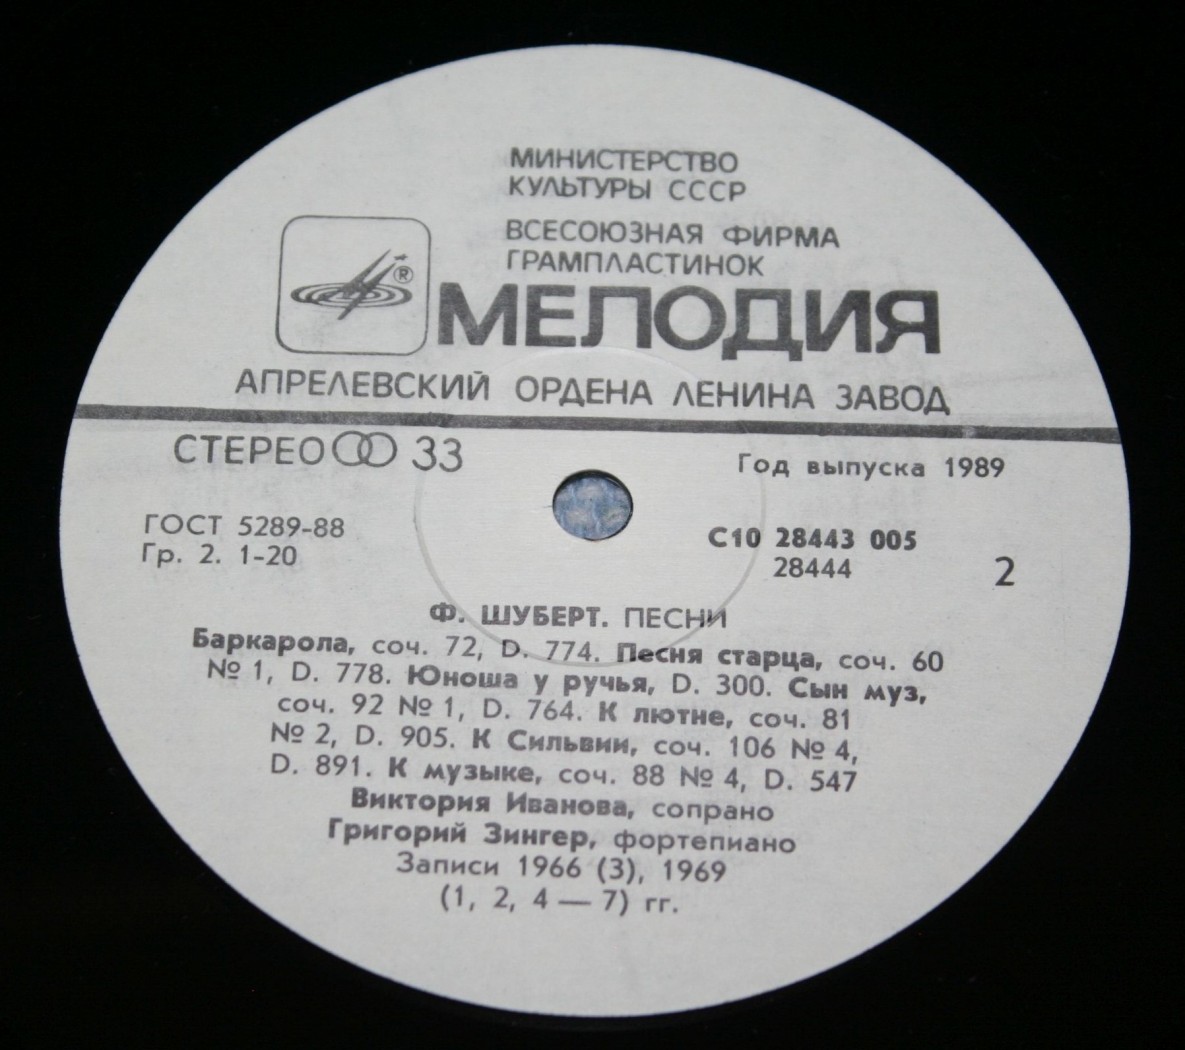 МИНИСТЕРСТВО
КУЛЬТУРЫ СССР
ВСЕСОЮЗНАЯ ФИРМА
ГРАМПЛАСТИНОК
®
МЕЛОДИЯ
АПРЕЛЕВСКИЙ ОРДЕНА ЛЕНИНА ЗАВОД
СТЕРЕО 33
Год выпуска 1989
ГОСТ 5289-88
Гр. 2. 1-20
С10 28443 005
28444
2
Ф. ШУБЕРТ. ПЕСНИ
Баркарола, соч. 72, D. 774. Песня старца, соч. 60
№ 1, D. 778. Юноша у ручья, D. 300. Сын муз,
соч. 92 № 1, D. 764. К лютне, соч. 81
№ 2, D. 905. К Сильвии, соч. 106 № 4,
D. 891. К музыке, соч. 88 № 4, D. 547
Виктория Иванова, сопрано
Григорий Зингер, фортепиано
Записи 1966 (3), 1969
(1, 2, 4 — 7) гг.